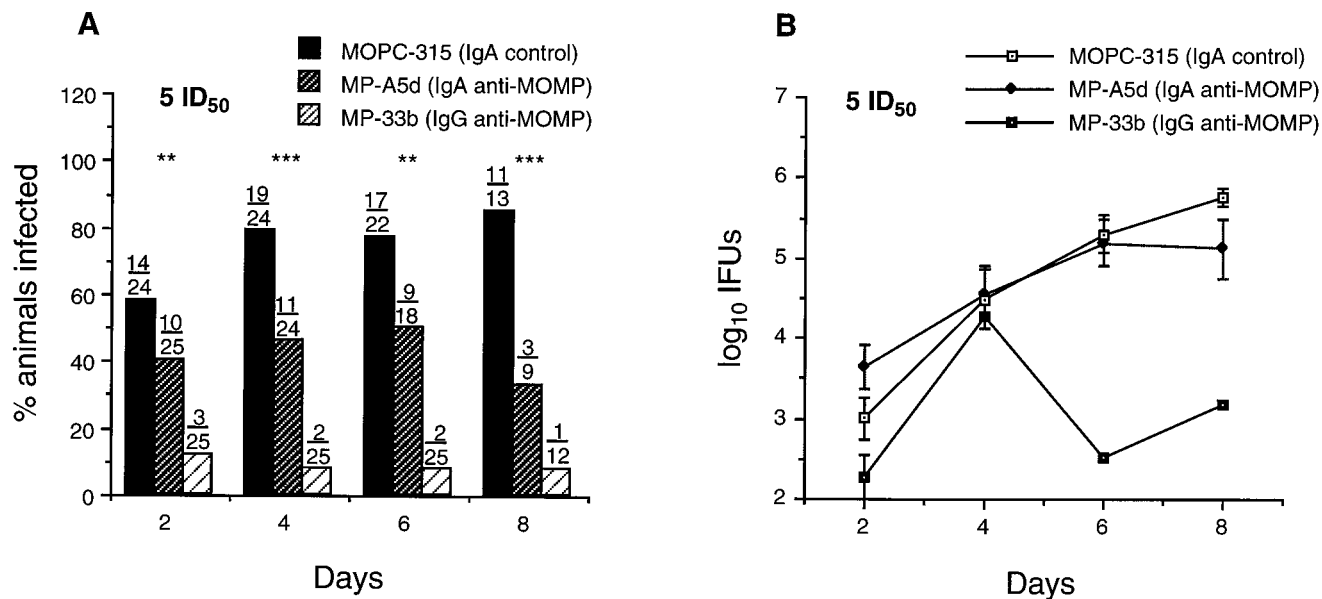 A
MOPC-315 (IgA control)
MP-A5d (IgA anti-MOMP)
MP-33b (IgG anti-MOMP)
5 ID50
% animals infected
120
100
80
60
40
20
0
** *** ** ***
14
24
10
25
3
25
19
24
11
24
2
25
17
22
9
18
2
25
11
13
3
9
1
12
2 4 6 8
Days
B
MOPC-315 (IgA control)
MP-A5d (IgA anti-MOMP)
MP-33b (IgG anti-MOMP)
5 ID50
log10 IFUs
7
6
5
4
3
2
2 4 6 8
Days